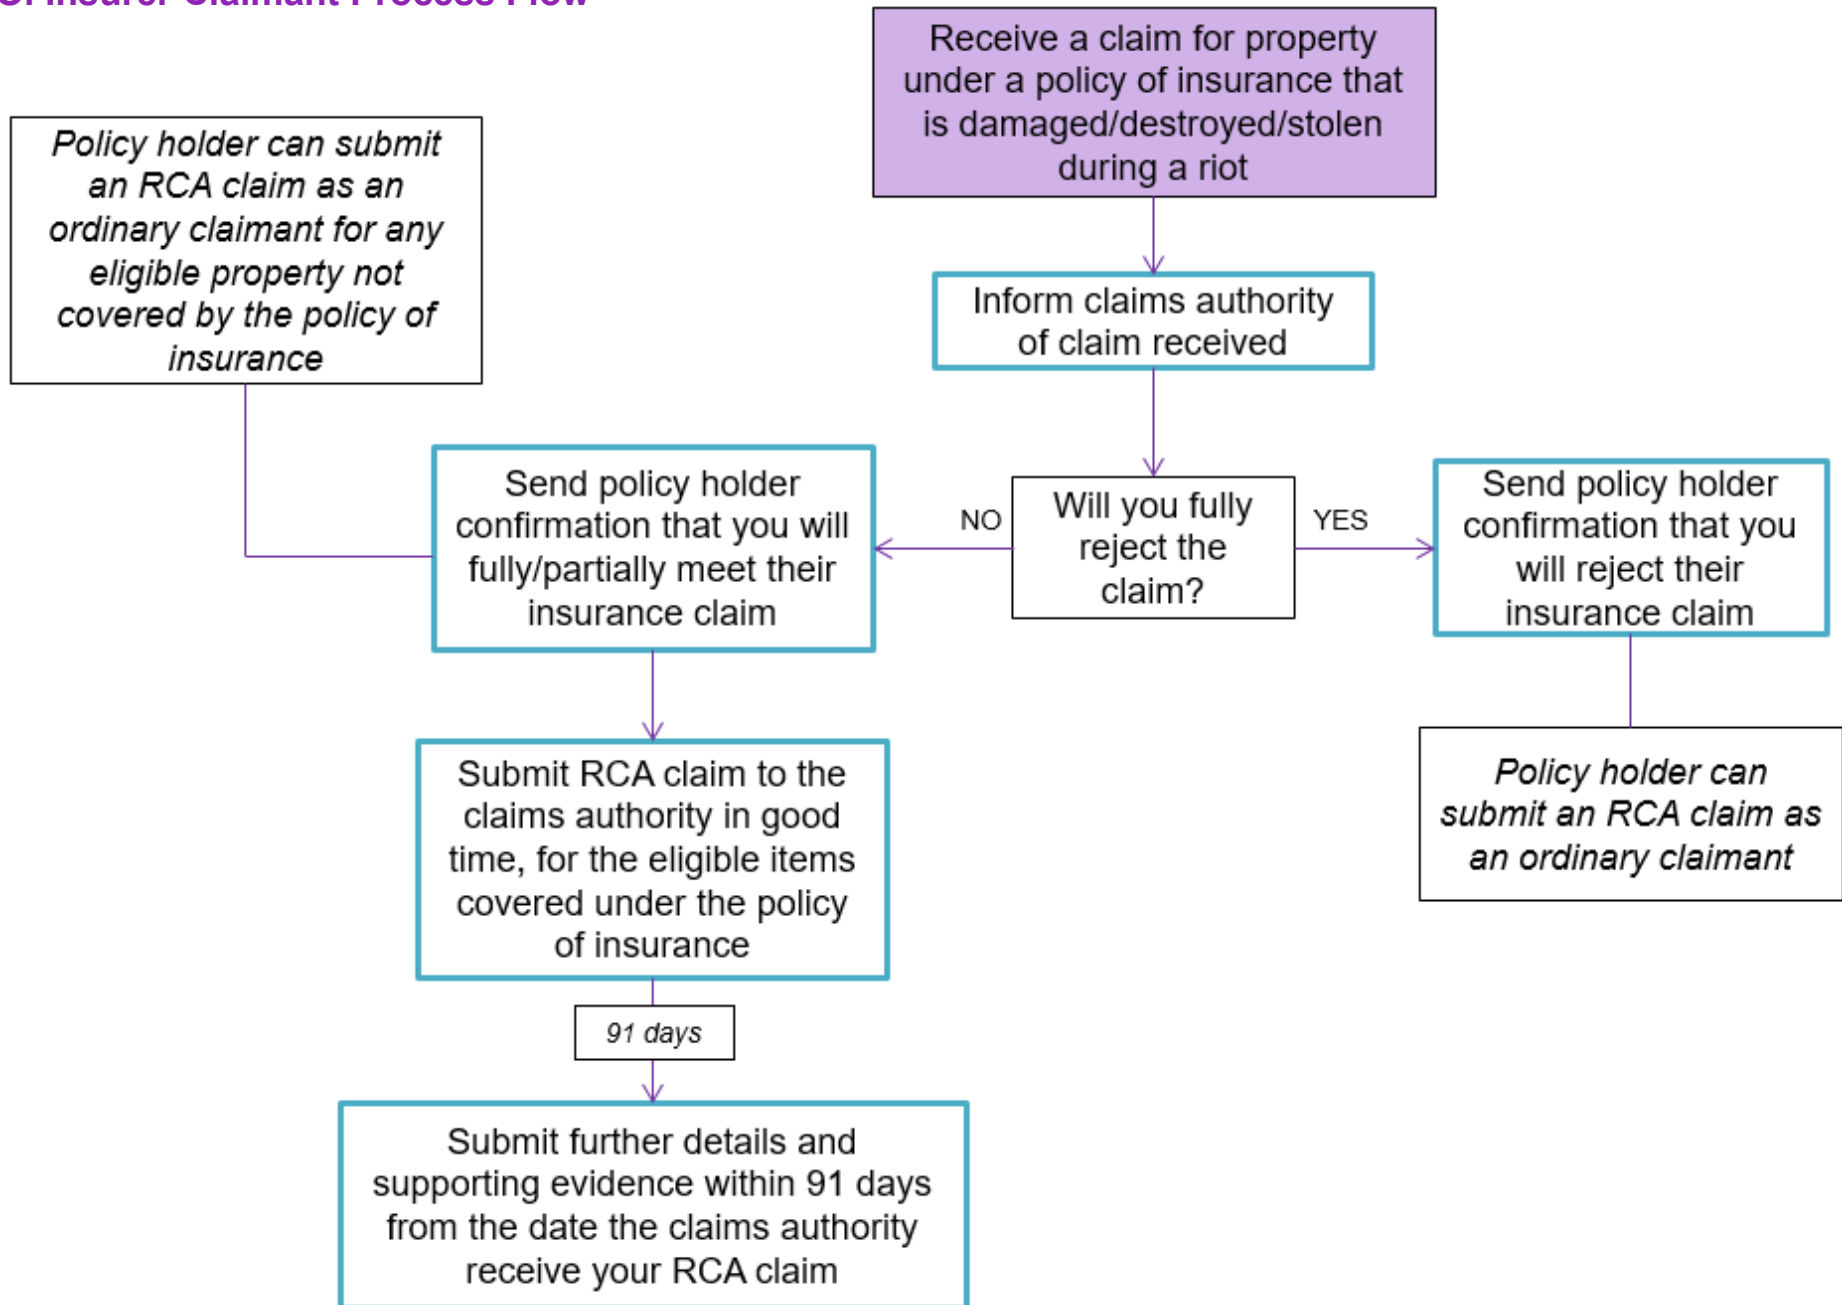 Insurer Claimant Process Flow
Receive a claim for property
under a policy of insurance that
is damaged/destroyed/stolen
during a riot
Policy holder can submit
an RCA claim as an
ordinary claimant for any
eligible property not
covered by the policy of
insurance
Inform claims authority
of claim received
Send policy holder
confirmation that you will
fully/partially meet their
insurance claim
NO
Will you fully
reject the
claim?
YES
Send policy holder
confirmation that you
will reject their
insurance claim
Submit RCA claim to the
claims authority in good
time, for the eligible items
covered under the policy
of insurance
Policy holder can
submit an RCA claim as
an ordinary claimant
91 days
Submit further details and
supporting evidence within 91 days
from the date the claims authority
receive your RCA claim